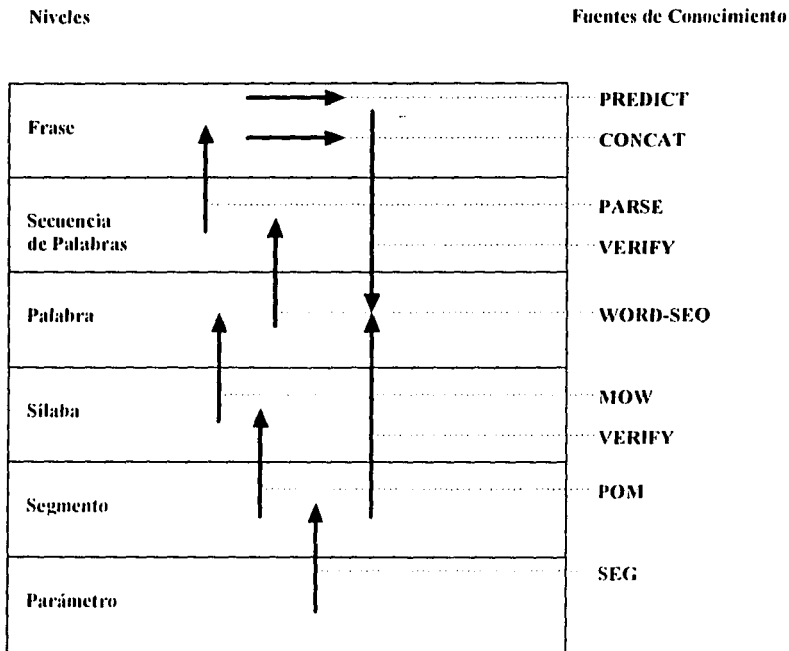 Niveles
Fuentes de Conocimiento
PREDICT
Frase
CONCAT
PARSE
Secuencia
de Palabras
VERIFY
Palabra
WORD-SEQ
MOW
Sílaba
VERIFY
POM
Segmento
SEG
Parámetro